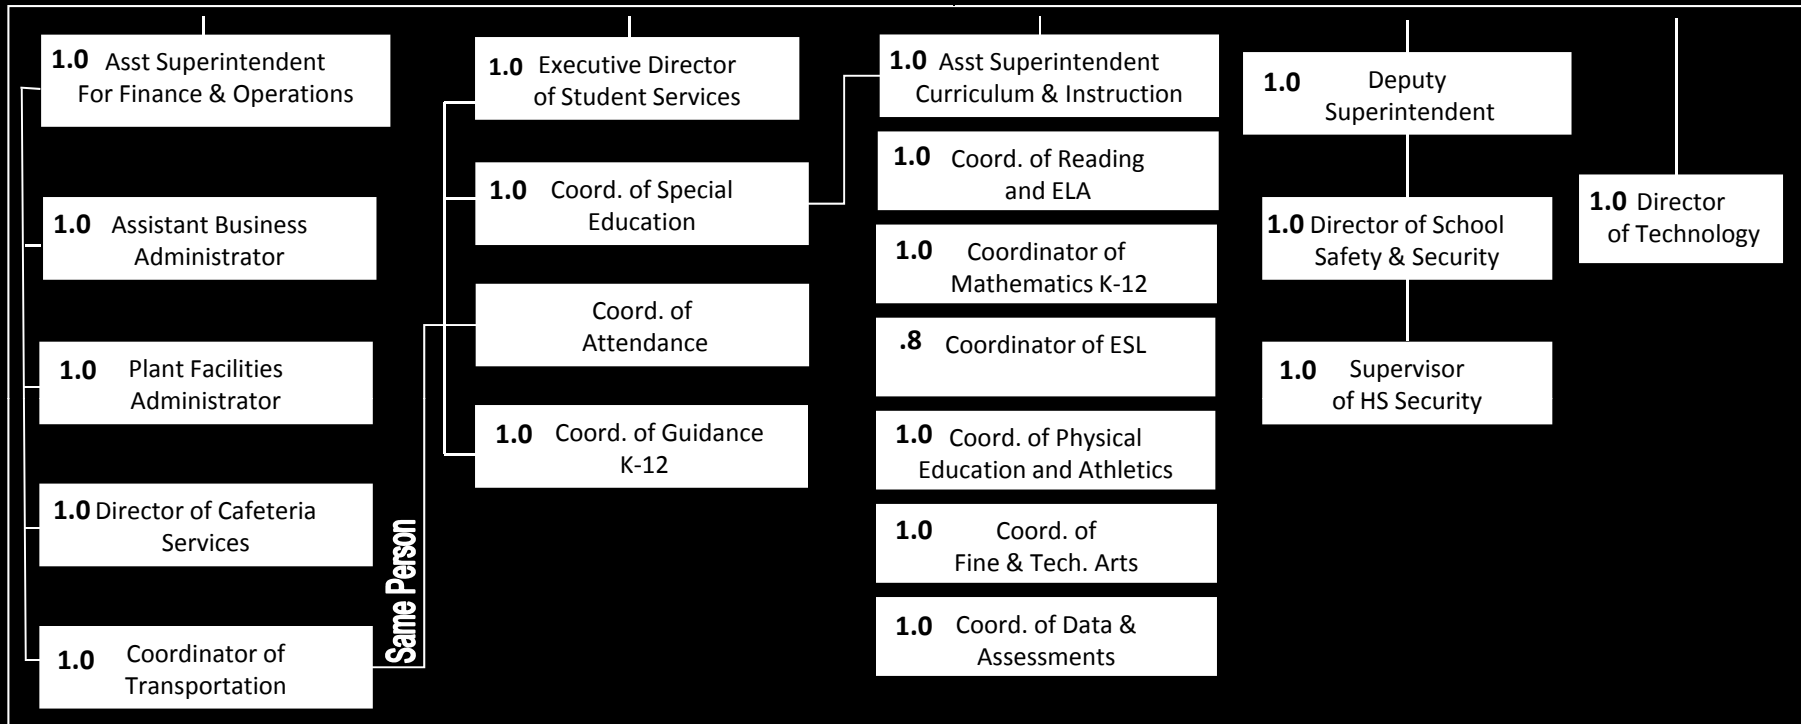 1.0 Asst Superintendent
For Finance & Operations
1.0 Assistant Business
Administrator
1.0 Plant Facilities
Administrator
1.0 Director of Cafeteria
Services
1.0 Coordinator of
Transportation
Same Person
1.0 Executive Director
of Student Services
1.0 Coord. of Special
Education
Coord. of
Attendance
1.0 Coord. of Guidance
K-12
1.0 Asst Superintendent
Curriculum & Instruction
1.0 Coord. of Reading
and ELA
1.0 Coordinator of
Mathematics K-12
.8 Coordinator of ESL
1.0 Coord. of Physical
Education and Athletics
1.0 Coord. of
Fine & Tech. Arts
1.0 Coord. of Data &
Assessments
1.0 Deputy
Superintendent
1.0 Director of School
Safety & Security
1.0 Supervisor
of HS Security
1.0 Director
of Technology